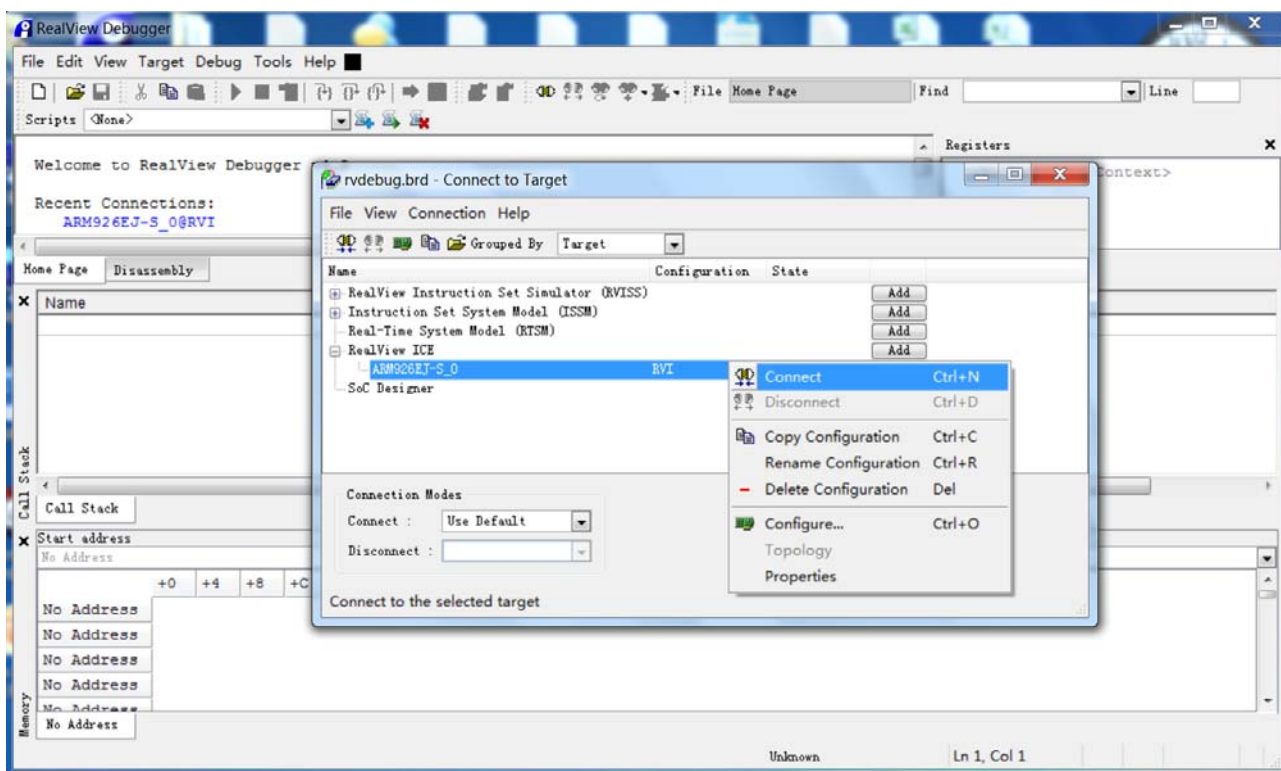 RealView Debugger
File Edit View Target Debug Tools Help
File Home Page Find Line
Scripts <None>
Welcome to RealView Debugger
Recent Connections:
ARM926EJ-S_0@RVI
Registers
Context>
Home Page Disassembly
Name
Call Stack
Call Stack
Start address
No Address
+0 +4 +8 +C
No Address
No Address
No Address
No Address
No Address
Memory
No Address
Unknown Ln 1, Col 1
rvdebug.brd - Connect to Target
File View Connection Help
Grouped By Target
Name Configuration State
RealView Instruction Set Simulator (RVISS) Add
Instruction Set System Model (ISSM) Add
Real-Time System Model (RTSM) Add
RealView ICE Add
ARM926EJ-S_0 RVI
SoC Designer
Connection Modes
Connect : Use Default
Disconnect :
Connect to the selected target
Connect Ctrl+N
Disconnect Ctrl+D
Copy Configuration Ctrl+C
Rename Configuration Ctrl+R
Delete Configuration Del
Configure... Ctrl+O
Topology
Properties